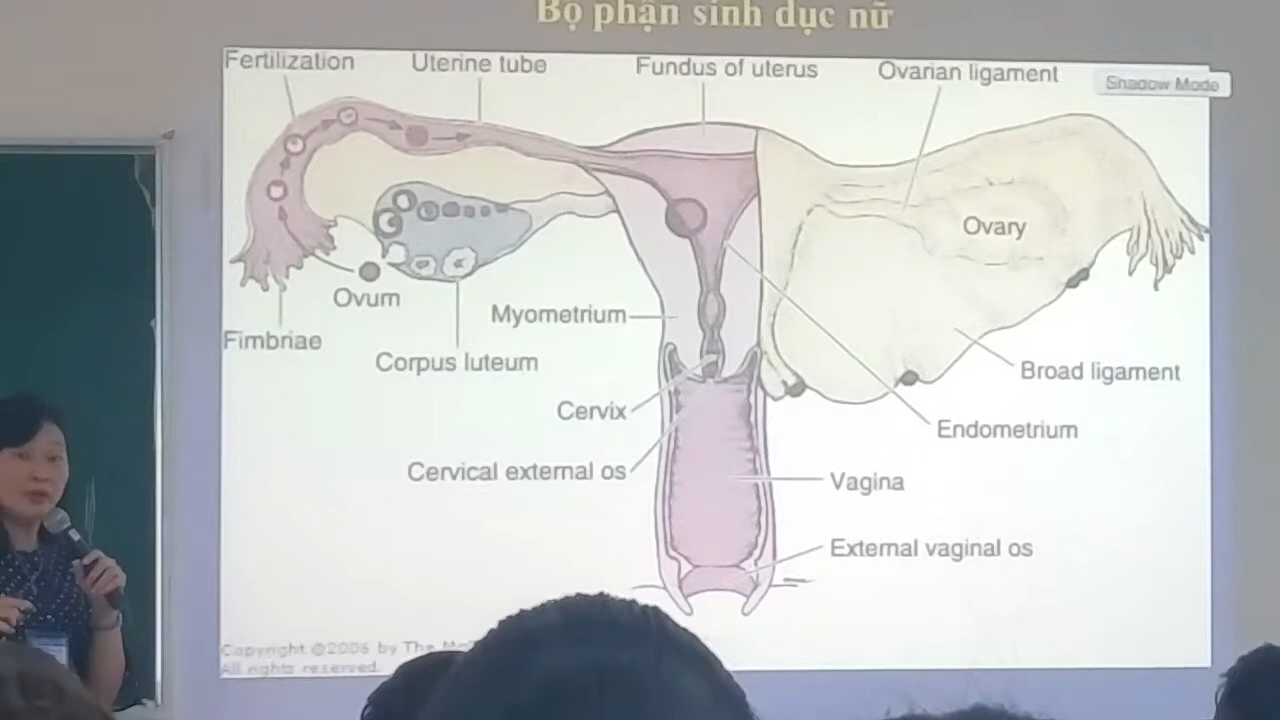 Bộ phận sinh dục nữ
Fertilization
Uterine tube
Fundus of uterus
Ovarian ligament
Shadow Mode
Ovary
Ovum
Myometrium
Fimbriae
Corpus luteum
Broad ligament
Cervix
Endometrium
Cervical external os
Vagina
External vaginal os
Copyright ©2006 by The
All rights reserved.